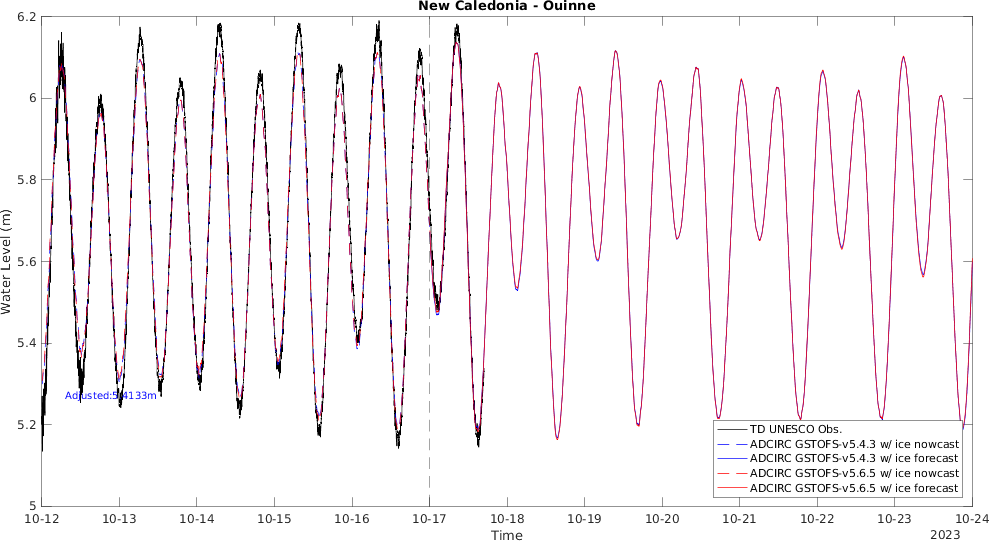 New Caledonia - Ouinne
6.2
6
5.8
5.6
5.4
5.2
5
Water Level (m)
Adjusted:5.4133m
TD UNESCO Obs.
ADCIRC GSTOFS-v5.4.3 w/ ice nowcast
ADCIRC GSTOFS-v5.4.3 w/ ice forecast
ADCIRC GSTOFS-v5.6.5 w/ ice nowcast
ADCIRC GSTOFS-v5.6.5 w/ ice forecast
10-12 10-13 10-14 10-15 10-16 10-17 10-18 10-19 10-20 10-21 10-22 10-23 10-24
Time
2023